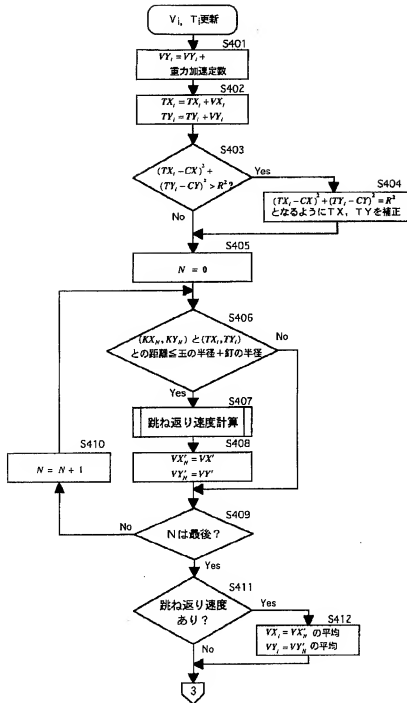 Vi, Ti更新
S401
VYi = VYi +
重力加速定数
S402
TXi = TXi + VXi
TYi = TYi + VYi
S403
(TXi − CX)² +
(TYi − CY)² > R² ?
Yes
No
S404
(TXi − CX)² + (TYi − CY)² = R²
となるようにTX, TYを補正
S405
N = 0
S406
(KXN, KYN) と (TXi, TYi)
との距離≦玉の半径+釘の半径
No
Yes
S407
跳ね返り速度計算
S408
VX'N = VX'
VY'N = VY'
S410
N = N + 1
S409
Nは最後?
No
Yes
S411
跳ね返り速度
あり?
Yes
No
S412
VXi = VX'N の平均
VYi = VY'N の平均
3